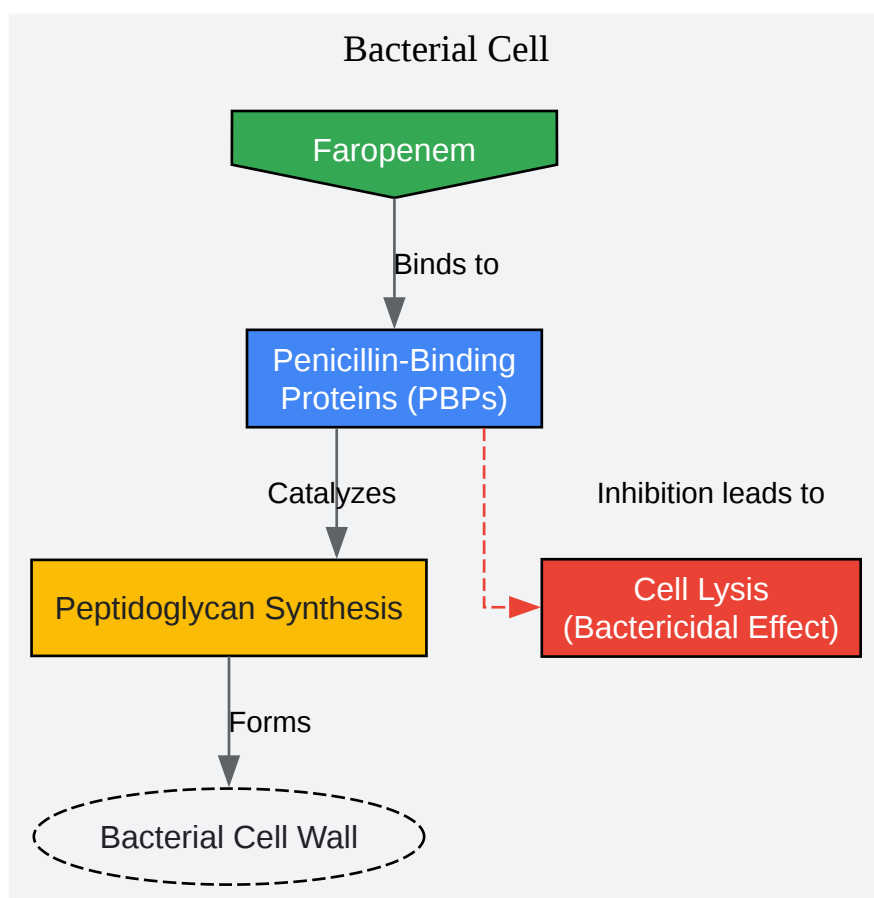 Bacterial Cell
Faropenem
Binds to
Penicillin-Binding
Proteins (PBPs)
Catalyzes
Inhibition leads to
Peptidoglycan Synthesis
Cell Lysis
(Bactericidal Effect)
Forms
Bacterial Cell Wall